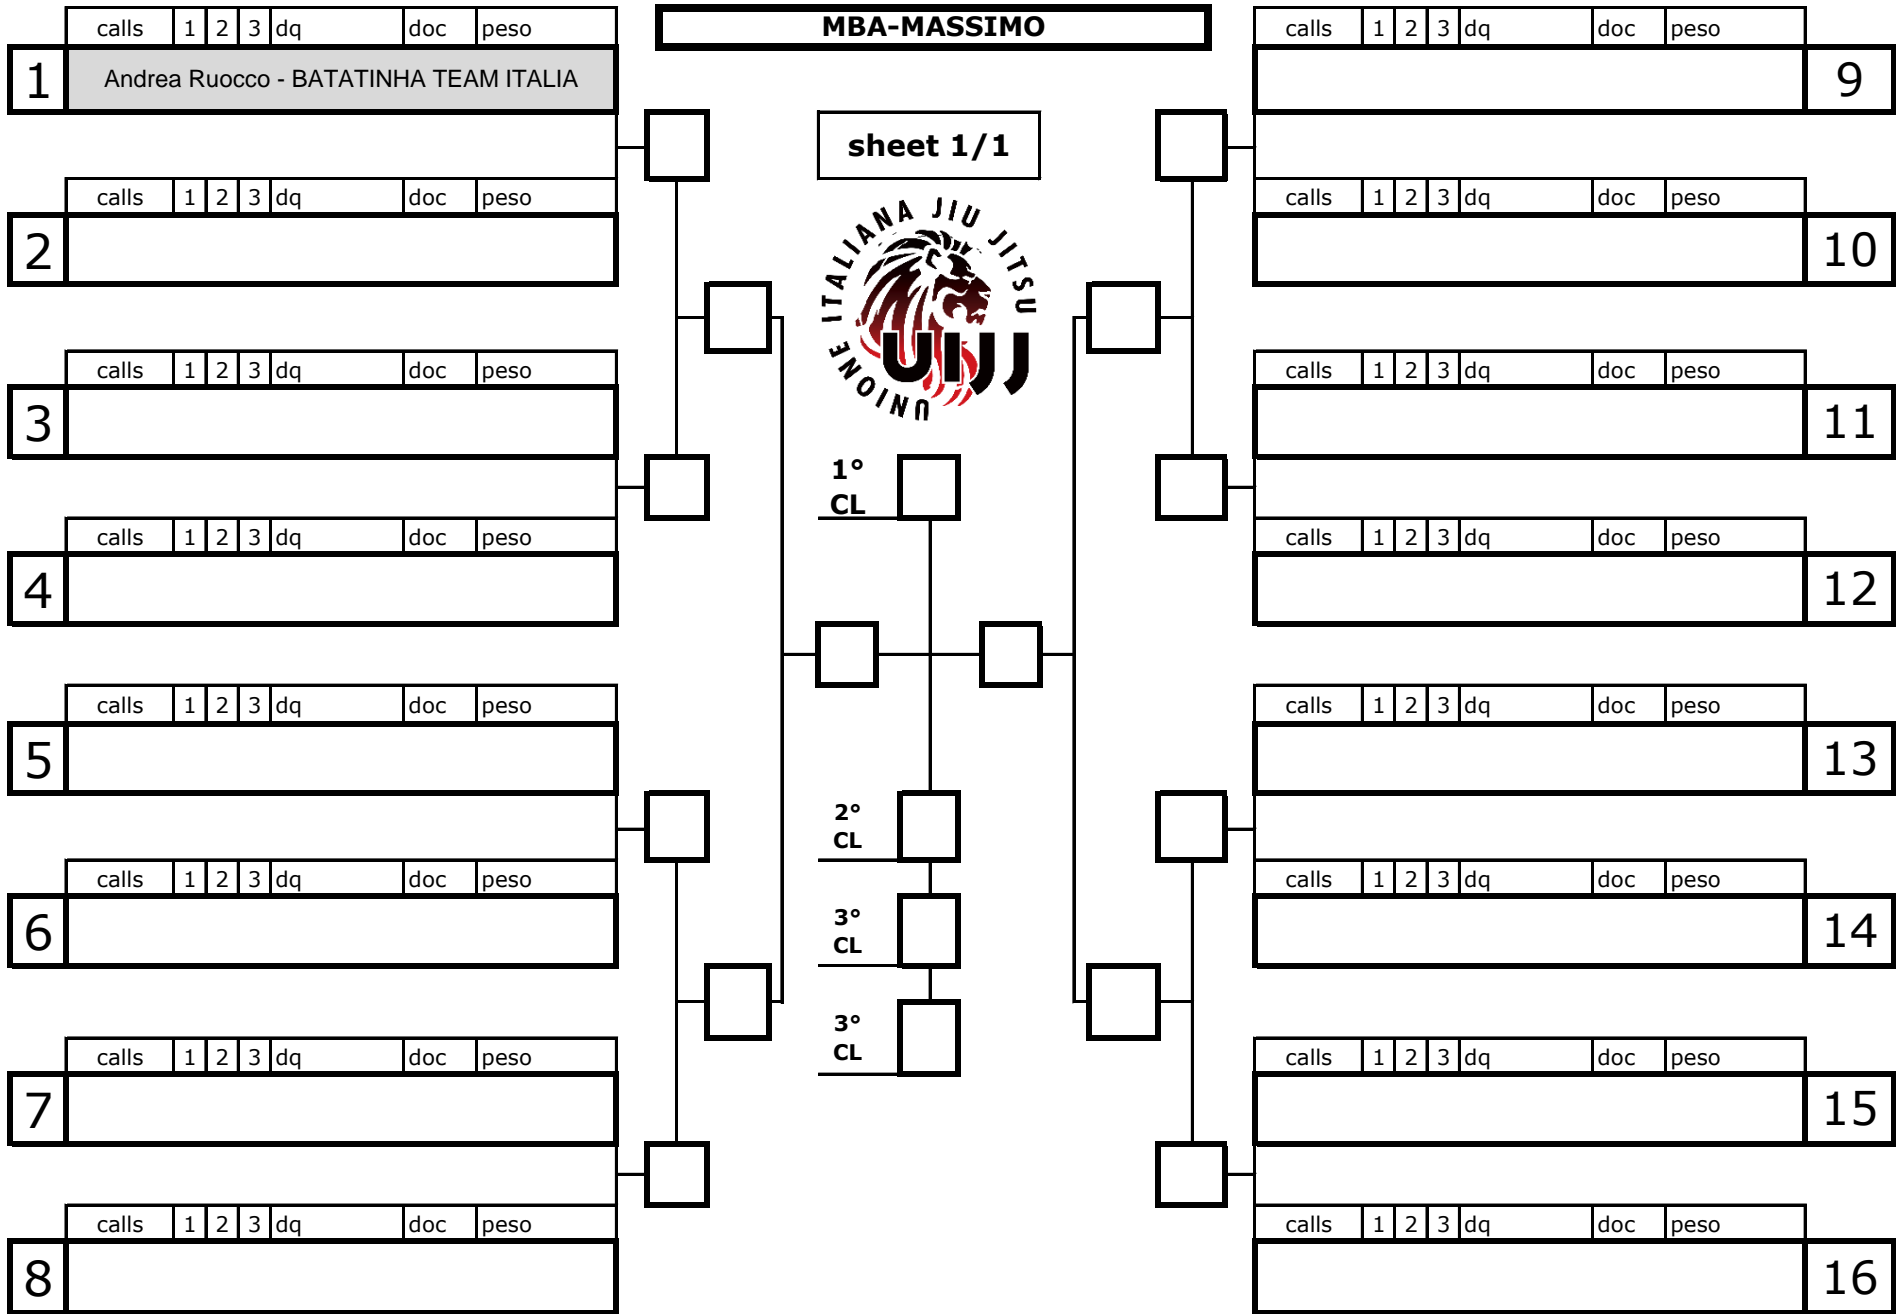 MBA-MASSIMO
sheet 1/1
UNIONE ITALIANA JIU JITSU
UIJJ
calls 1 2 3 dq doc peso
1 Andrea Ruocco - BATATINHA TEAM ITALIA
calls 1 2 3 dq doc peso
2
calls 1 2 3 dq doc peso
3
calls 1 2 3 dq doc peso
4
calls 1 2 3 dq doc peso
5
calls 1 2 3 dq doc peso
6
calls 1 2 3 dq doc peso
7
calls 1 2 3 dq doc peso
8
1°
CL
2°
CL
3°
CL
3°
CL
calls 1 2 3 dq doc peso
9
calls 1 2 3 dq doc peso
10
calls 1 2 3 dq doc peso
11
calls 1 2 3 dq doc peso
12
calls 1 2 3 dq doc peso
13
calls 1 2 3 dq doc peso
14
calls 1 2 3 dq doc peso
15
calls 1 2 3 dq doc peso
16